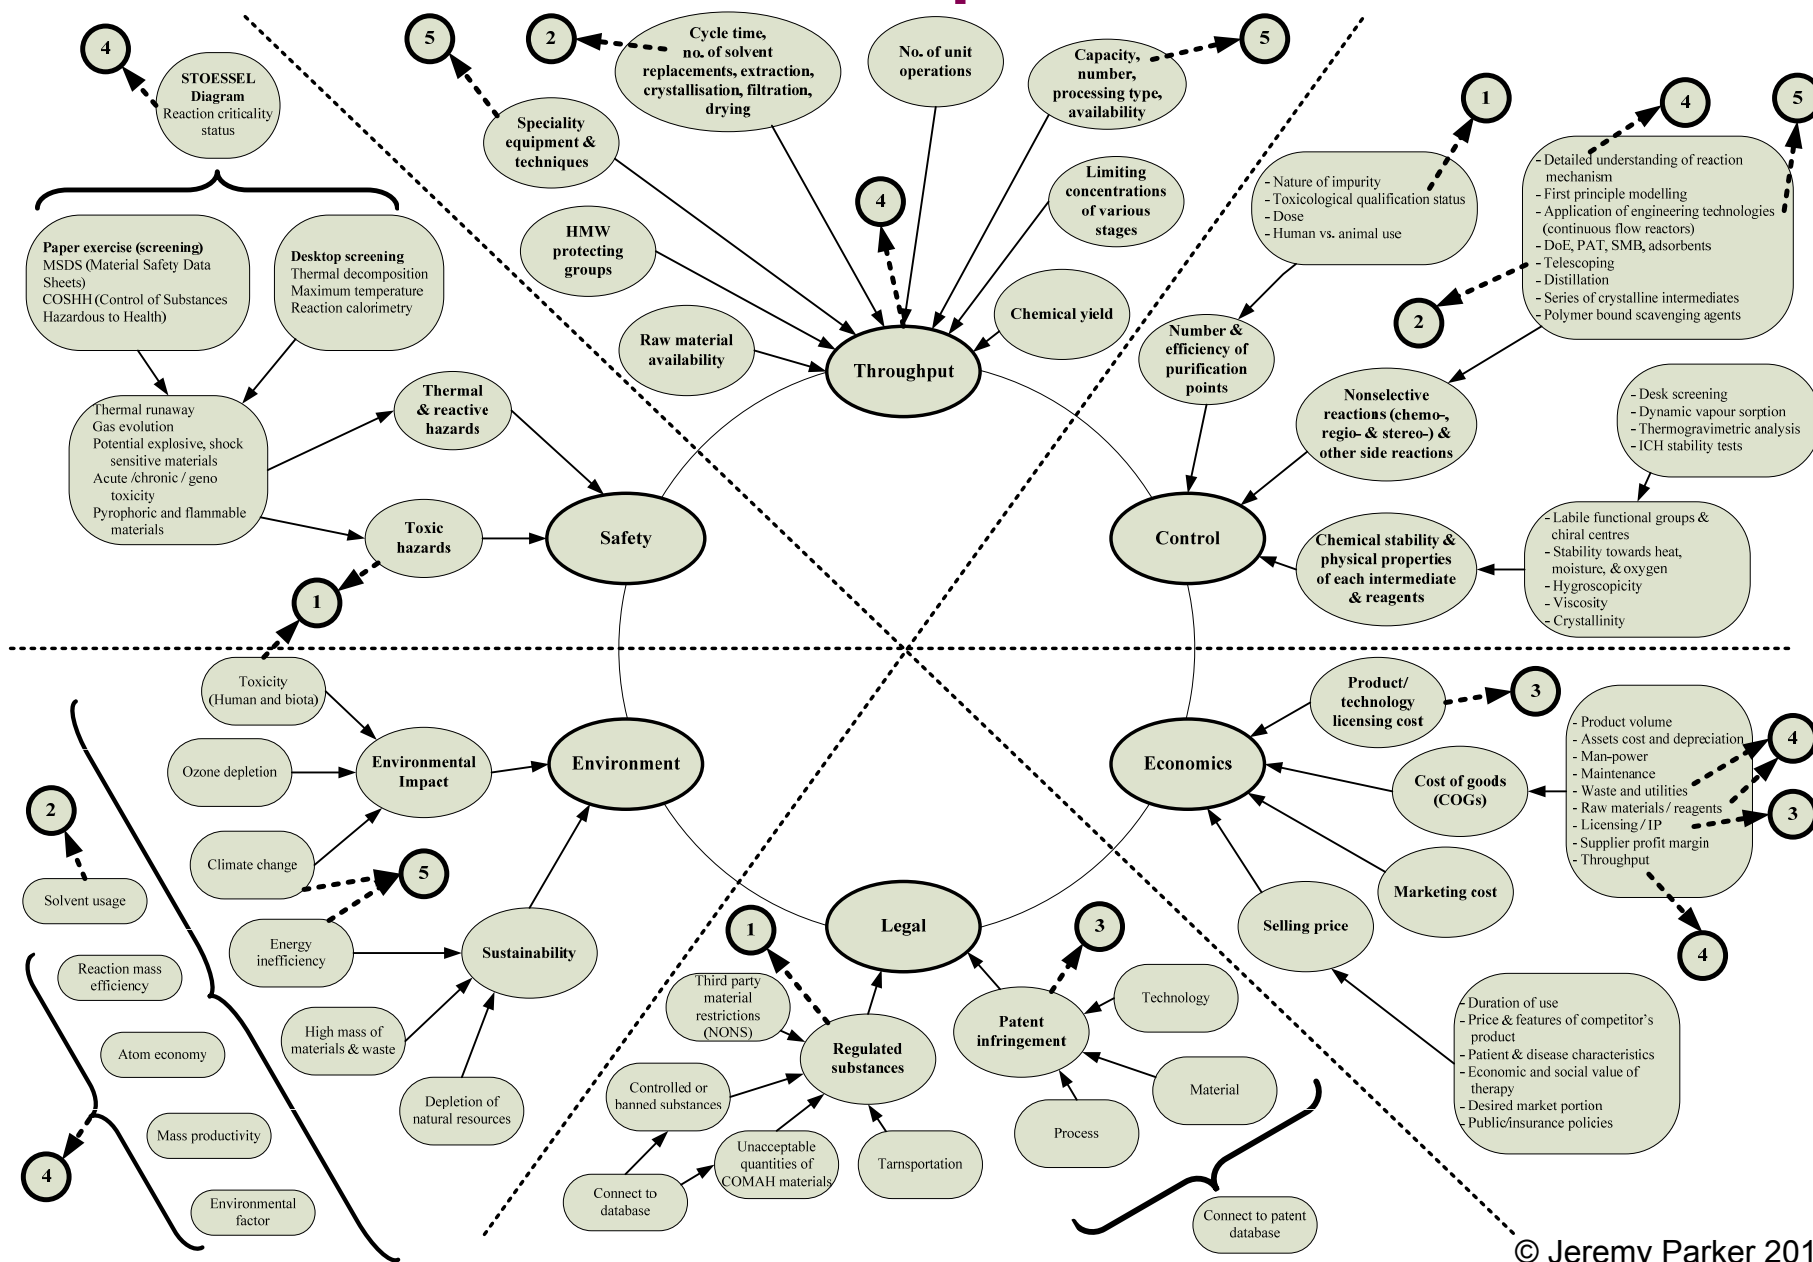 4
STOESSEL
Diagram
Reaction criticality
status
Paper exercise (screening)
MSDS (Material Safety Data
Sheets)
COSHH (Control of Substances
Hazardous to Health)
Desktop screening
Thermal decomposition
Maximum temperature
Reaction calorimetry
Thermal runaway
Gas evolution
Potential explosive, shock
sensitive materials
Acute /chronic / geno
toxicity
Pyrophoric and flammable
materials
Thermal
& reactive
hazards
Toxic
hazards
Safety
1
5
2
Speciality
equipment &
techniques
Cycle time,
no. of solvent
replacements, extraction,
crystallisation, filtration,
drying
No. of unit
operations
Capacity,
number,
processing type,
availability
5
4
Limiting
concentrations
of various
stages
HMW
protecting
groups
Raw material
availability
Chemical yield
Throughput
1
4
5
- Nature of impurity
- Toxicological qualification status
- Dose
- Human vs. animal use
- Detailed understanding of reaction
mechanism
- First principle modelling
- Application of engineering technologies
(continuous flow reactors)
- DoE, PAT, SMB, adsorbents
- Telescoping
- Distillation
- Series of crystalline intermediates
- Polymer bound scavenging agents
2
Number &
efficiency of
purification
points
Nonselective
reactions (chemo-,
regio- & stereo-) &
other side reactions
- Desk screening
- Dynamic vapour sorption
- Thermogravimetric analysis
- ICH stability tests
Control
Chemical stability &
physical properties
of each intermediate
& reagents
- Labile functional groups &
chiral centres
- Stability towards heat,
moisture, & oxygen
- Hygroscopicity
- Viscosity
- Crystallinity
Toxicity
(Human and biota)
Ozone depletion
Climate change
Environmental
Impact
Environment
2
Solvent usage
5
Energy
inefficiency
Sustainability
Reaction mass
efficiency
High mass of
materials & waste
Atom economy
Depletion of
natural resources
Mass productivity
4
Environmental
factor
Legal
1
3
Third party
material
restrictions
(NONS)
Regulated
substances
Controlled or
banned substances
Unacceptable
quantities of
COMAH materials
Tarnsportation
Connect to
database
Patent
infringement
Technology
Material
Process
Connect to patent
database
Economics
Product/
technology
licensing cost
3
Cost of goods
(COGs)
- Product volume
- Assets cost and depreciation
- Man-power
- Maintenance
- Waste and utilities
- Raw materials / reagents
- Licensing / IP
- Supplier profit margin
- Throughput
4
3
4
Marketing cost
Selling price
- Duration of use
- Price & features of competitor's
product
- Patient & disease characteristics
- Economic and social value of
therapy
- Desired market portion
- Public/insurance policies
© Jeremy Parker 201